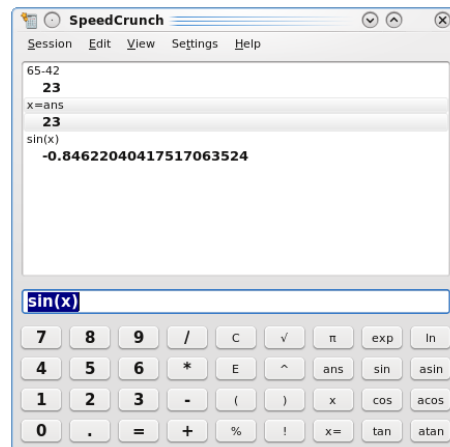 SpeedCrunch
Session Edit View Settings Help
65-42
23
x=ans
23
sin(x)
-0.84622040417517063524
sin(x)
7 8 9 / C √ π exp ln
4 5 6 * E ^ ans sin asin
1 2 3 - ( ) x cos acos
0 . = + % ! x= tan atan